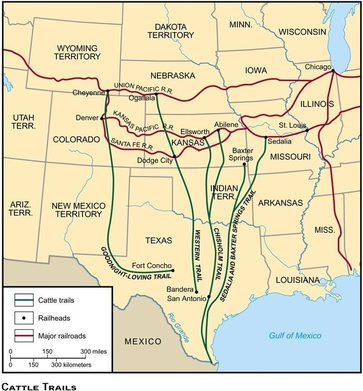 DAKOTA
TERRITORY
MINN.
WISCONSIN
WYOMING
TERRITORY
Chicago
NEBRASKA
IOWA
UNION PACIFIC R.R.
Cheyenne
Ogallala
ILLINOIS
UTAH
TERR.
Denver
KANSAS PACIFIC R.R.
Abilene
Ellsworth
St. Louis
COLORADO
KANSAS
SANTA FE R.R.
Sedalia
Dodge City
Baxter
Springs
MISSOURI
ARIZ.
TERR.
NEW MEXICO
TERRITORY
INDIAN
TERR.
ARKANSAS
MISS.
TEXAS
GOODNIGHT-LOVING TRAIL
WESTERN TRAIL
CHISHOLM TRAIL
SEDALIA AND BAXTER SPRINGS TRAIL
Fort Concho
LOUISIANA
Bandera
San Antonio
Cattle trails
Railheads
Major railroads
0 150 300 miles
0 150 300 kilometers
Rio Grande
MEXICO
Gulf of Mexico
CATTLE TRAILS